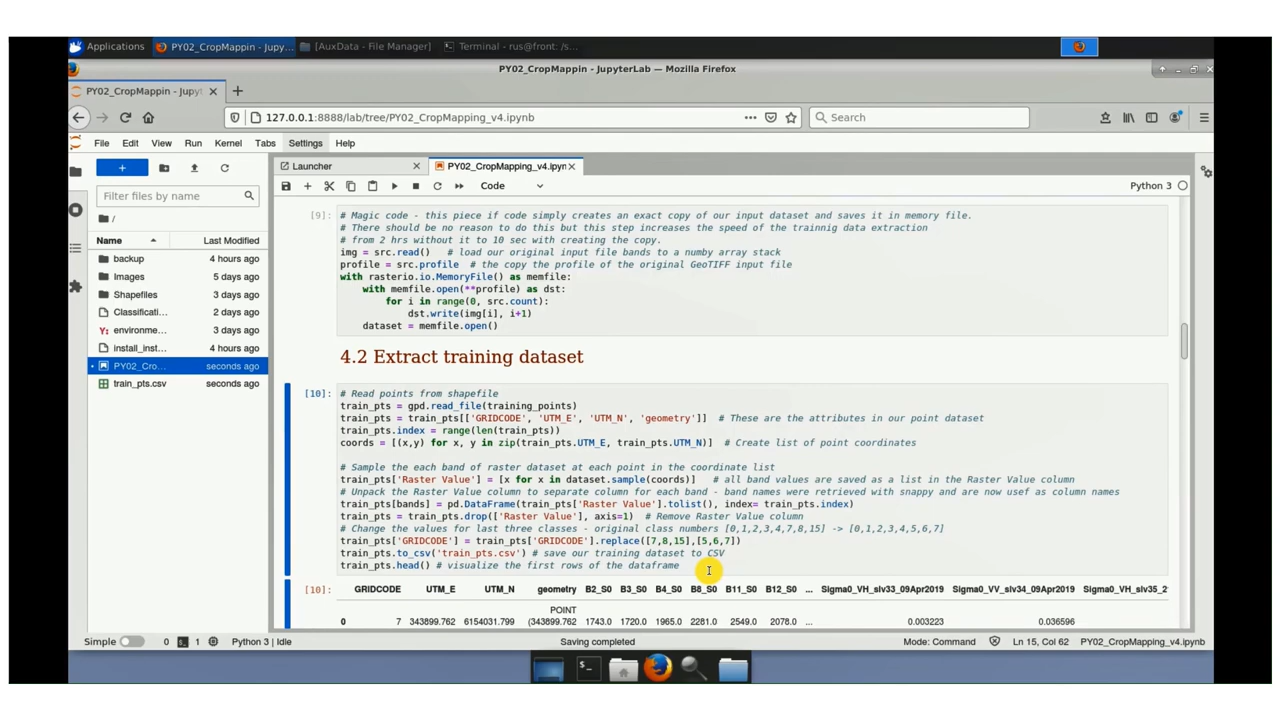 Applications PY02_CropMappin - Jupy... [AuxData - File Manager] Terminal - rus@front: /s...
PY02_CropMappin - JupyterLab — Mozilla Firefox
PY02_CropMappin - Jupyt
127.0.0.1:8888/lab/tree/PY02_CropMapping_v4.ipynb Search
File Edit View Run Kernel Tabs Settings Help
Launcher PY02_CropMapping_v4.ipyn
Code Python 3
Filter files by name
/
Name Last Modified
backup 4 hours ago
Images 5 days ago
Shapefiles 3 days ago
Classificati... 2 days ago
Y: environme... 3 days ago
install_inst... 4 hours ago
PY02_Cro... seconds ago
train_pts.csv seconds ago
[9]: # Magic code - this piece if code simply creates an exact copy of our input dataset and saves it in memory file.
# There should be no reason to do this but this step increases the speed of the trainnig data extraction
# from 2 hrs without it to 10 sec with creating the copy.
img = src.read() # load our original input file bands to a numby array stack
profile = src.profile # the copy the profile of the original GeoTIFF input file
with rasterio.io.MemoryFile() as memfile:
with memfile.open(**profile) as dst:
for i in range(0, src.count):
dst.write(img[i], i+1)
dataset = memfile.open()
4.2 Extract training dataset
[10]: # Read points from shapefile
train_pts = gpd.read_file(training_points)
train_pts = train_pts[['GRIDCODE', 'UTM_E', 'UTM_N', 'geometry']] # These are the attributes in our point dataset
train_pts.index = range(len(train_pts))
coords = [(x,y) for x, y in zip(train_pts.UTM_E, train_pts.UTM_N)] # Create list of point coordinates
# Sample the each band of raster dataset at each point in the coordinate list
train_pts['Raster Value'] = [x for x in dataset.sample(coords)] # all band values are saved as a list in the Raster Value column
# Unpack the Raster Value column to separate column for each band - band names were retrieved with snappy and are now usef as column names
train_pts[bands] = pd.DataFrame(train_pts['Raster Value'].tolist(), index= train_pts.index)
train_pts = train_pts.drop(['Raster Value'], axis=1) # Remove Raster Value column
# Change the values for last three classes - original class numbers [0,1,2,3,4,7,8,15] -> [0,1,2,3,4,5,6,7]
train_pts['GRIDCODE'] = train_pts['GRIDCODE'].replace([7,8,15],[5,6,7])
train_pts.to_csv('train_pts.csv') # save our training dataset to CSV
train_pts.head() # visualize the first rows of the dataframe
[10]: GRIDCODE UTM_E UTM_N geometry B2_S0 B3_S0 B4_S0 B8_S0 B11_S0 B12_S0 ... Sigma0_VH_slv33_09Apr2019 Sigma0_VV_slv34_09Apr2019 Sigma0_VH_slv35_2
POINT
0 7 343899.762 6154031.799 (343899.762 1743.0 1720.0 1965.0 2281.0 2549.0 2078.0 ... 0.003223 0.036596
Simple 0 1 Python 3 | Idle Saving completed Mode: Command Ln 15, Col 62 PY02_CropMapping_v4.ipynb